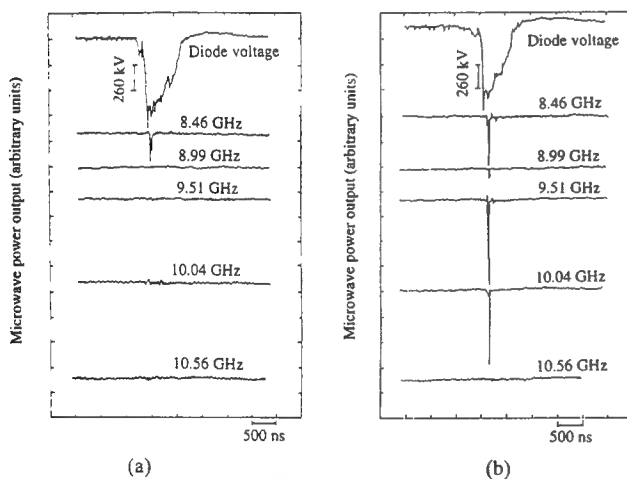 Microwave power output (arbitrary units)
Diode voltage
260 kV
8.46 GHz
8.99 GHz
9.51 GHz
10.04 GHz
10.56 GHz
500 ns
(a)
Microwave power output (arbitrary units)
Diode voltage
260 kV
8.46 GHz
8.99 GHz
9.51 GHz
10.04 GHz
10.56 GHz
500 ns
(b)